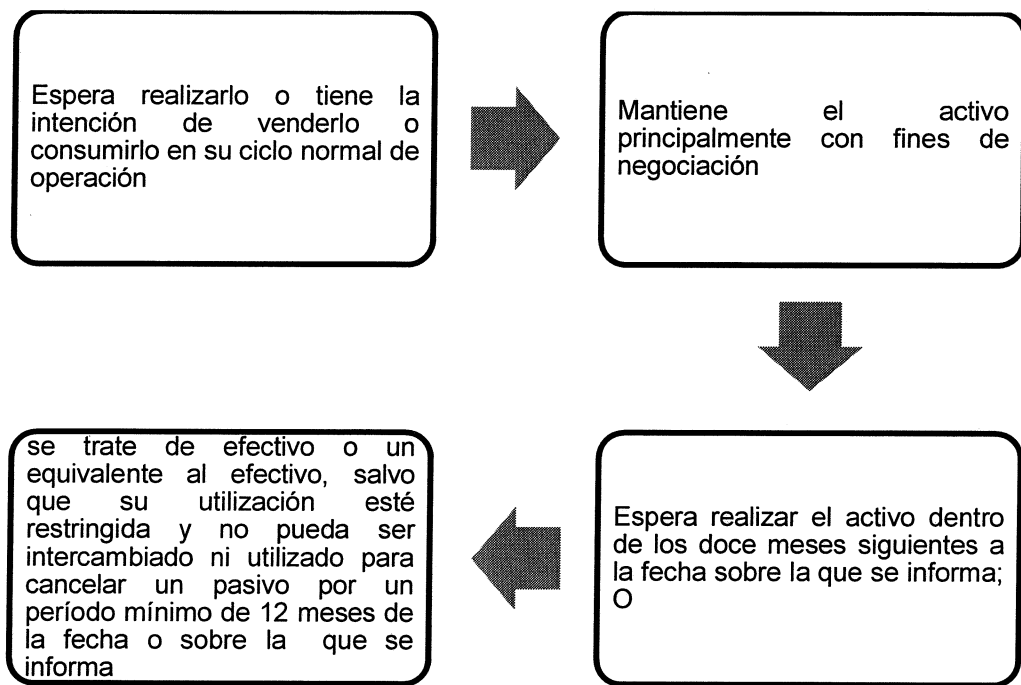 Espera realizarlo o tiene la
intención de venderlo o
consumirlo en su ciclo normal de
operación
Mantiene el activo
principalmente con fines de
negociación
Espera realizar el activo dentro
de los doce meses siguientes a
la fecha sobre la que se informa;
O
se trate de efectivo o un
equivalente al efectivo, salvo
que su utilización esté
restringida y no pueda ser
intercambiado ni utilizado para
cancelar un pasivo por un
período mínimo de 12 meses de
la fecha o sobre la que se
informa